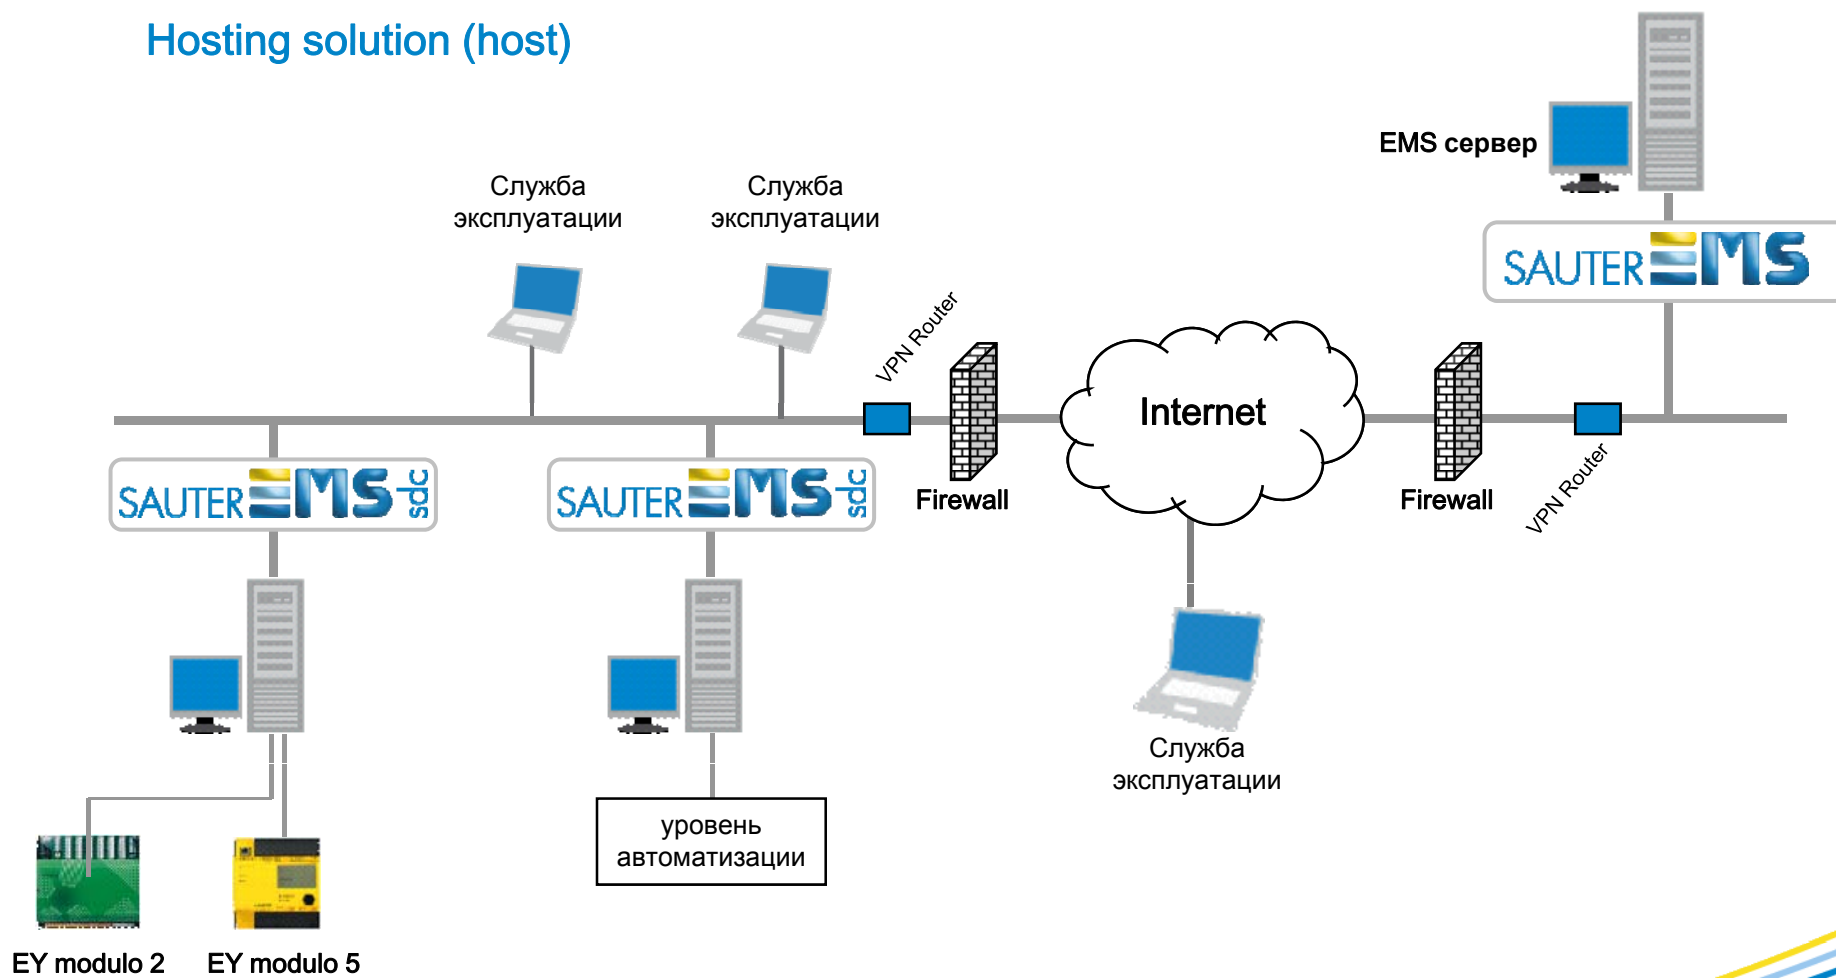 Hosting solution (host)
EMS сервер
SAUTER EMS
Служба
эксплуатации
Служба
эксплуатации
VPN Router
Firewall
Internet
Firewall
VPN Router
SAUTER EMS sdc
SAUTER EMS sdc
Служба
эксплуатации
уровень
автоматизации
EY modulo 2
EY modulo 5